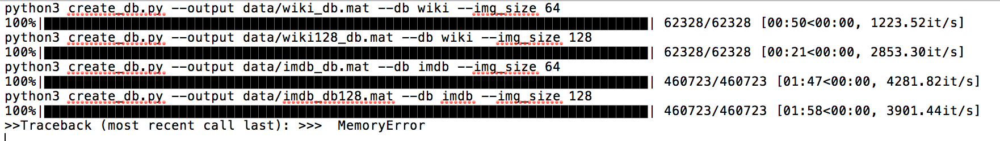 python3 create_db.py --output data/wiki_db.mat --db wiki --img_size 64
100%|██████████████████████████████████████████████████████████████████████████| 62328/62328 [00:50<00:00, 1223.52it/s]
python3 create_db.py --output data/wiki128_db.mat --db wiki --img_size 128
100%|██████████████████████████████████████████████████████████████████████████| 62328/62328 [00:21<00:00, 2853.30it/s]
python3 create_db.py --output data/imdb_db.mat --db imdb --img_size 64
100%|██████████████████████████████████████████████████████████████████████████| 460723/460723 [01:47<00:00, 4281.82it/s]
python3 create_db.py --output data/imdb_db128.mat --db imdb --img_size 128
100%|██████████████████████████████████████████████████████████████████████████| 460723/460723 [01:58<00:00, 3901.44it/s]
>>Traceback (most recent call last): >>>  MemoryError